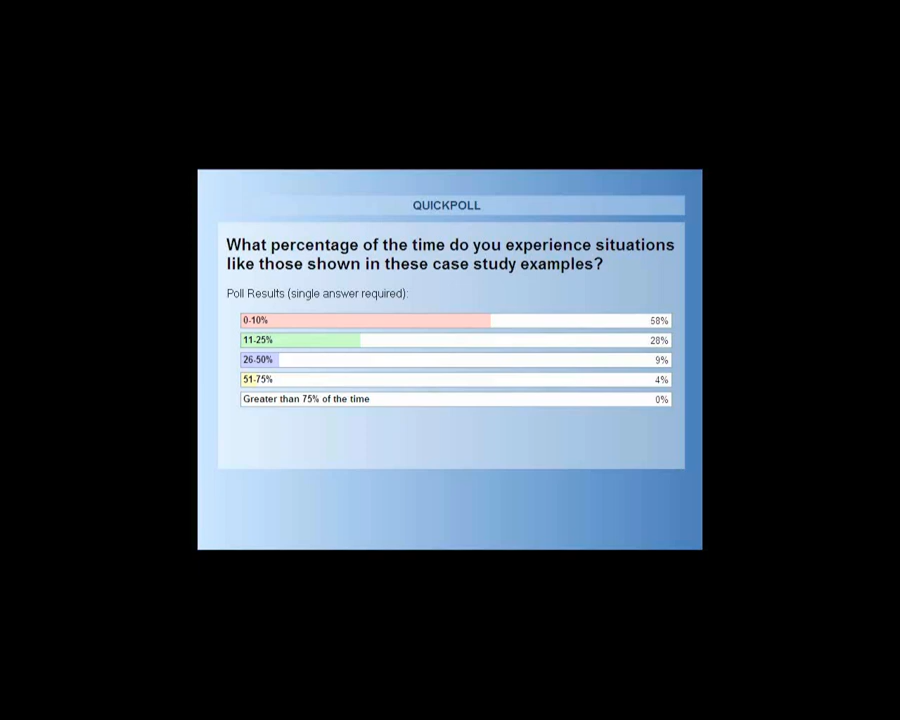 QUICKPOLL
What percentage of the time do you experience situations
like those shown in these case study examples?
Poll Results (single answer required):
0-10% 58%
11-25% 28%
26-50% 9%
51-75% 4%
Greater than 75% of the time 0%